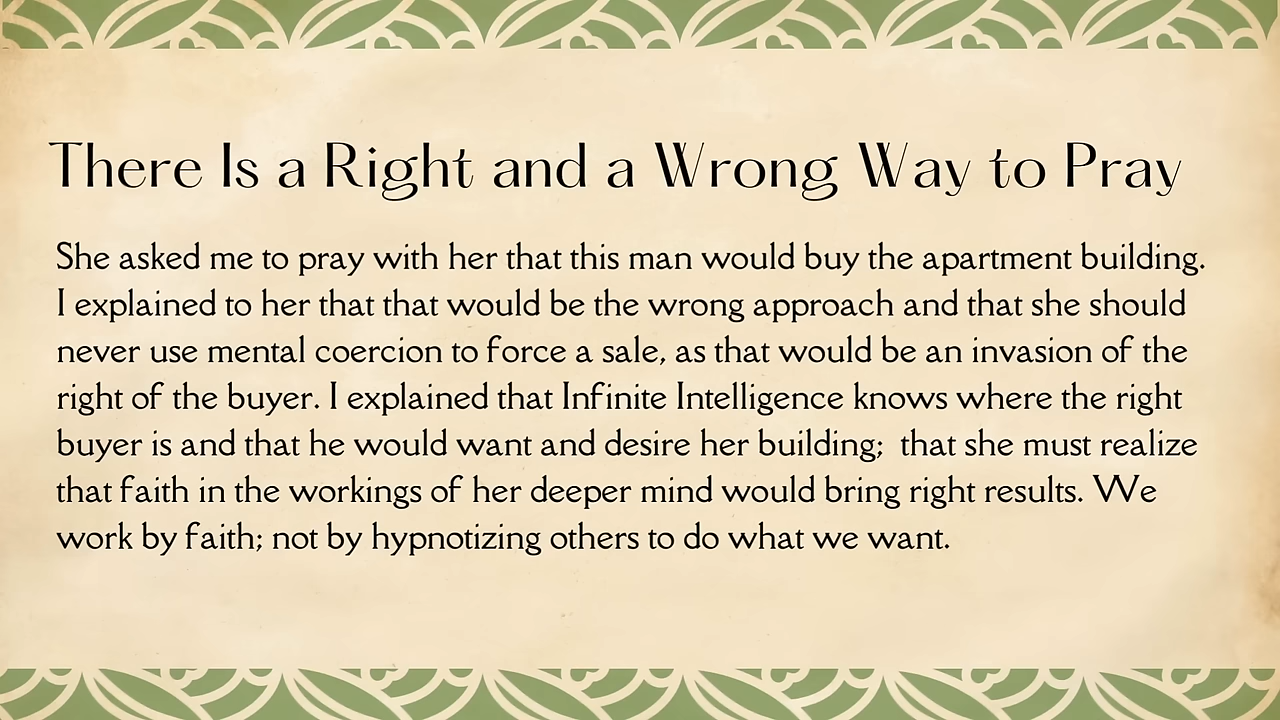 There Is a Right and a Wrong Way to Pray
She asked me to pray with her that this man would buy the apartment building.
I explained to her that that would be the wrong approach and that she should
never use mental coercion to force a sale, as that would be an invasion of the
right of the buyer. I explained that Infinite Intelligence knows where the right
buyer is and that he would want and desire her building;  that she must realize
that faith in the workings of her deeper mind would bring right results. We
work by faith; not by hypnotizing others to do what we want.